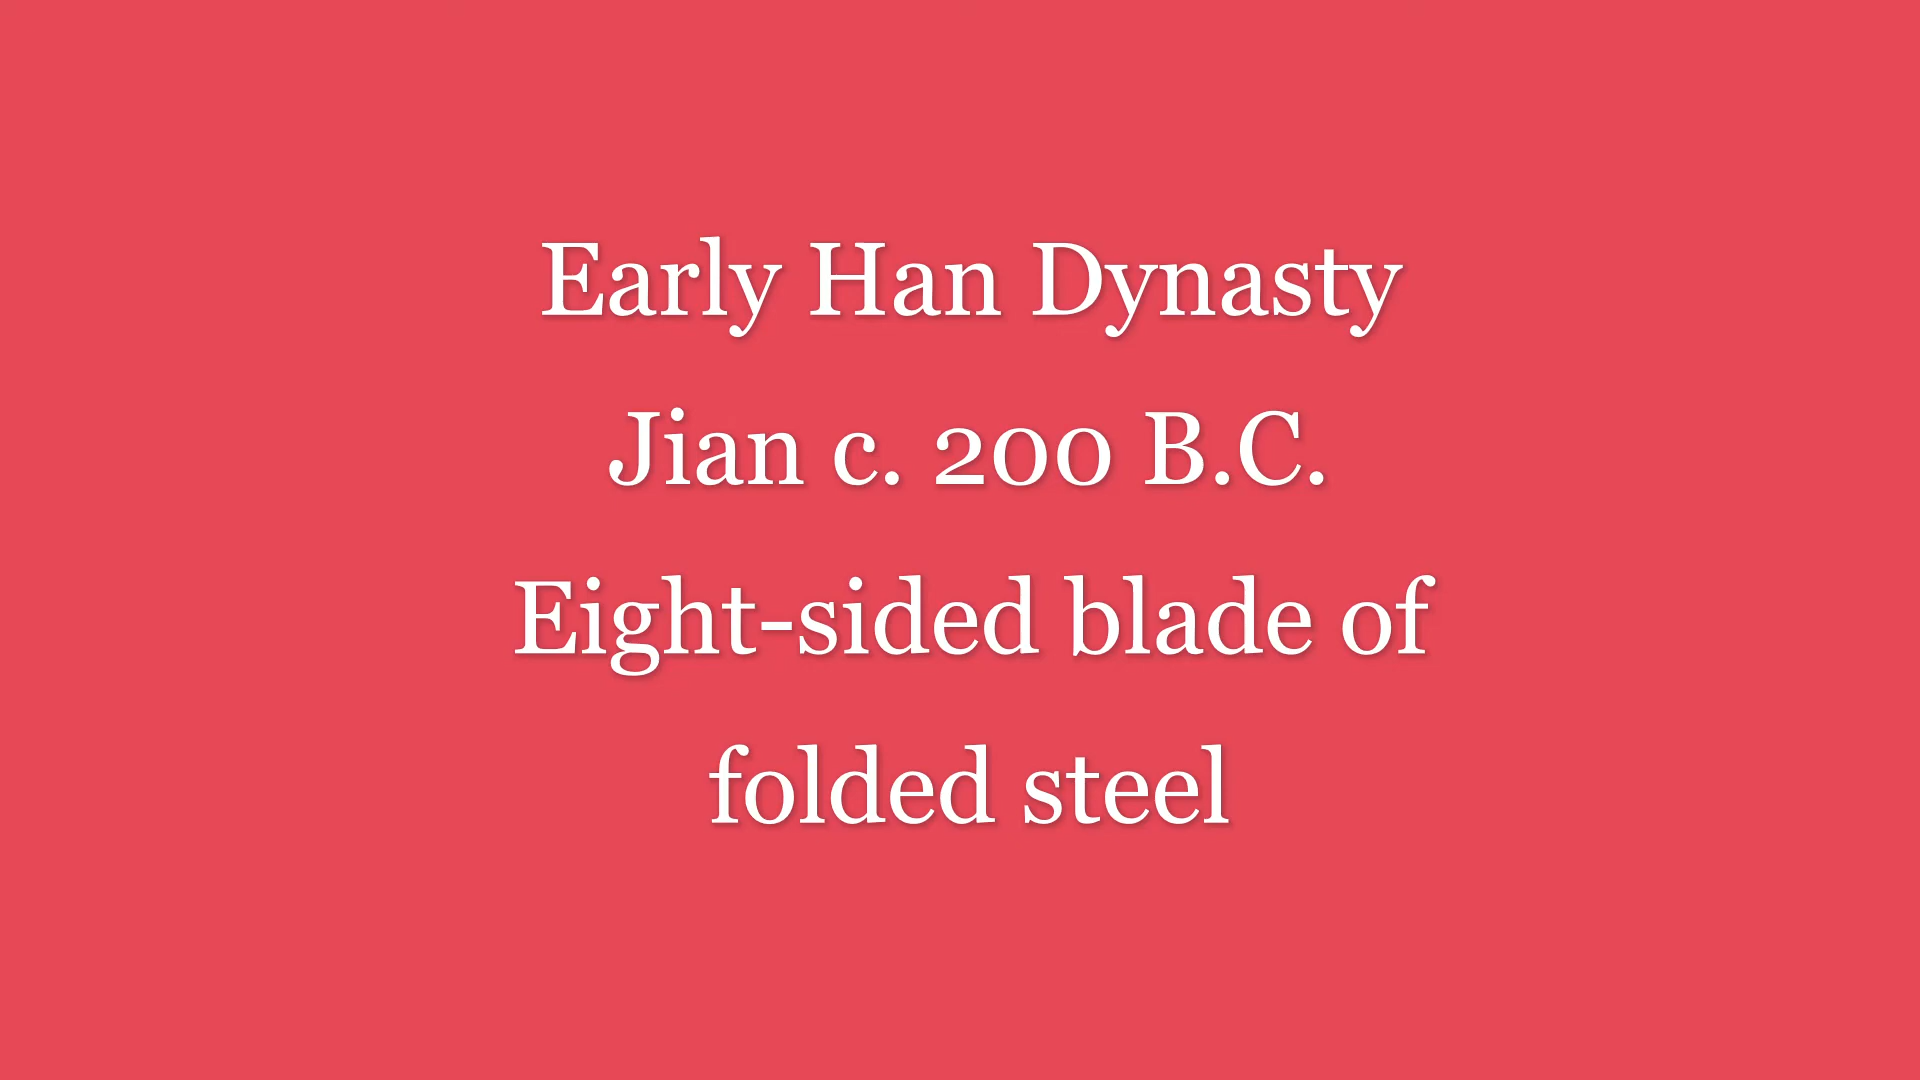 Early Han Dynasty
Jian c. 200 B.C.
Eight-sided blade of
folded steel